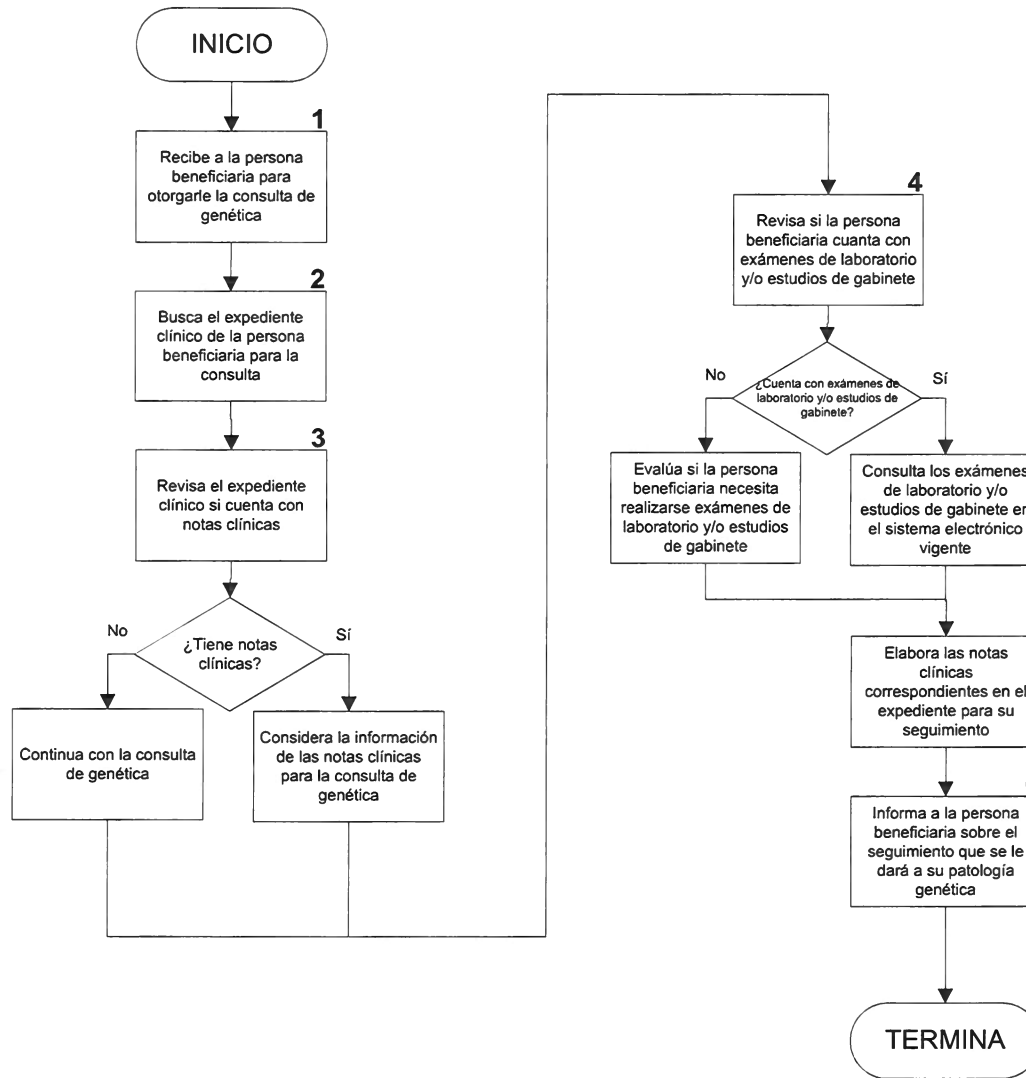 INICIO
1
Recibe a la persona
beneficiaria para
otorgarle la consulta de
genética
2
Busca el expediente
clínico de la persona
beneficiaria para la
consulta
3
Revisa el expediente
clínico si cuenta con
notas clínicas
¿Tiene notas
clínicas?
No
Sí
Continua con la consulta
de genética
Considera la información
de las notas clínicas
para la consulta de
genética
4
Revisa si la persona
beneficiaria cuanta con
exámenes de laboratorio
y/o estudios de gabinete
¿Cuenta con exámenes de
laboratorio y/o estudios de
gabinete?
No
Sí
Evalúa si la persona
beneficiaria necesita
realizarse exámenes de
laboratorio y/o estudios
de gabinete
Consulta los exámenes
de laboratorio y/o
estudios de gabinete en
el sistema electrónico
vigente
Elabora las notas
clínicas
correspondientes en el
expediente para su
seguimiento
Informa a la persona
beneficiaria sobre el
seguimiento que se le
dará a su patología
genética
TERMINA